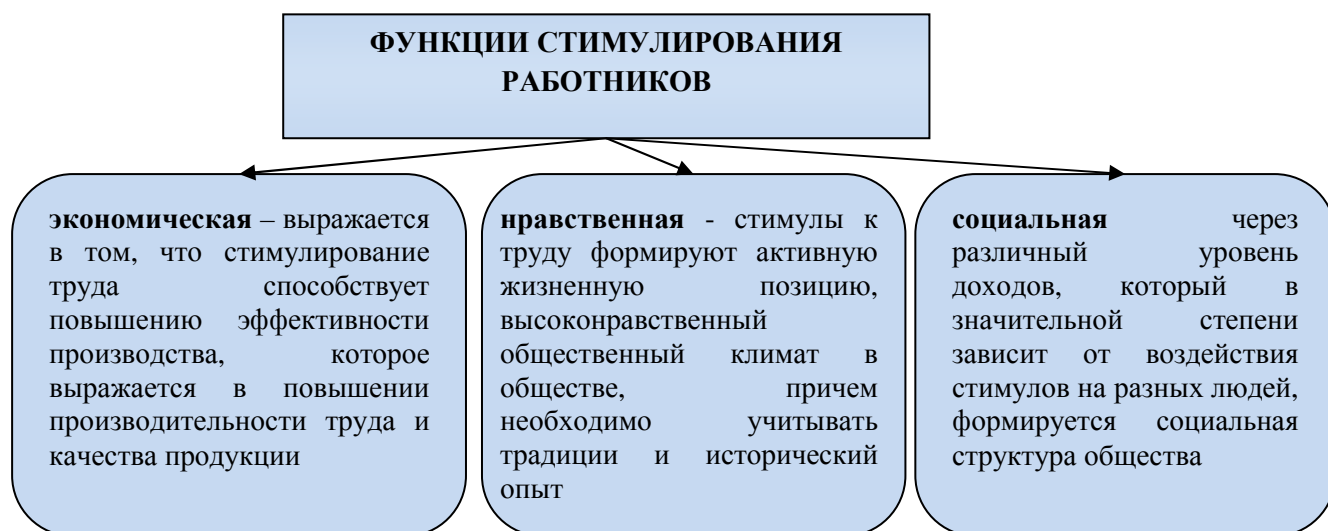 ФУНКЦИИ СТИМУЛИРОВАНИЯ
РАБОТНИКОВ
экономическая – выражается
в том, что стимулирование
труда способствует
повышению эффективности
производства, которое
выражается в повышении
производительности труда и
качества продукции
нравственная - стимулы к
труду формируют активную
жизненную позицию,
высоконравственный
общественный климат в
обществе, причем
необходимо учитывать
традиции и исторический
опыт
социальная через
различный уровень
доходов, который в
значительной степени
зависит от воздействия
стимулов на разных людей,
формируется социальная
структура общества